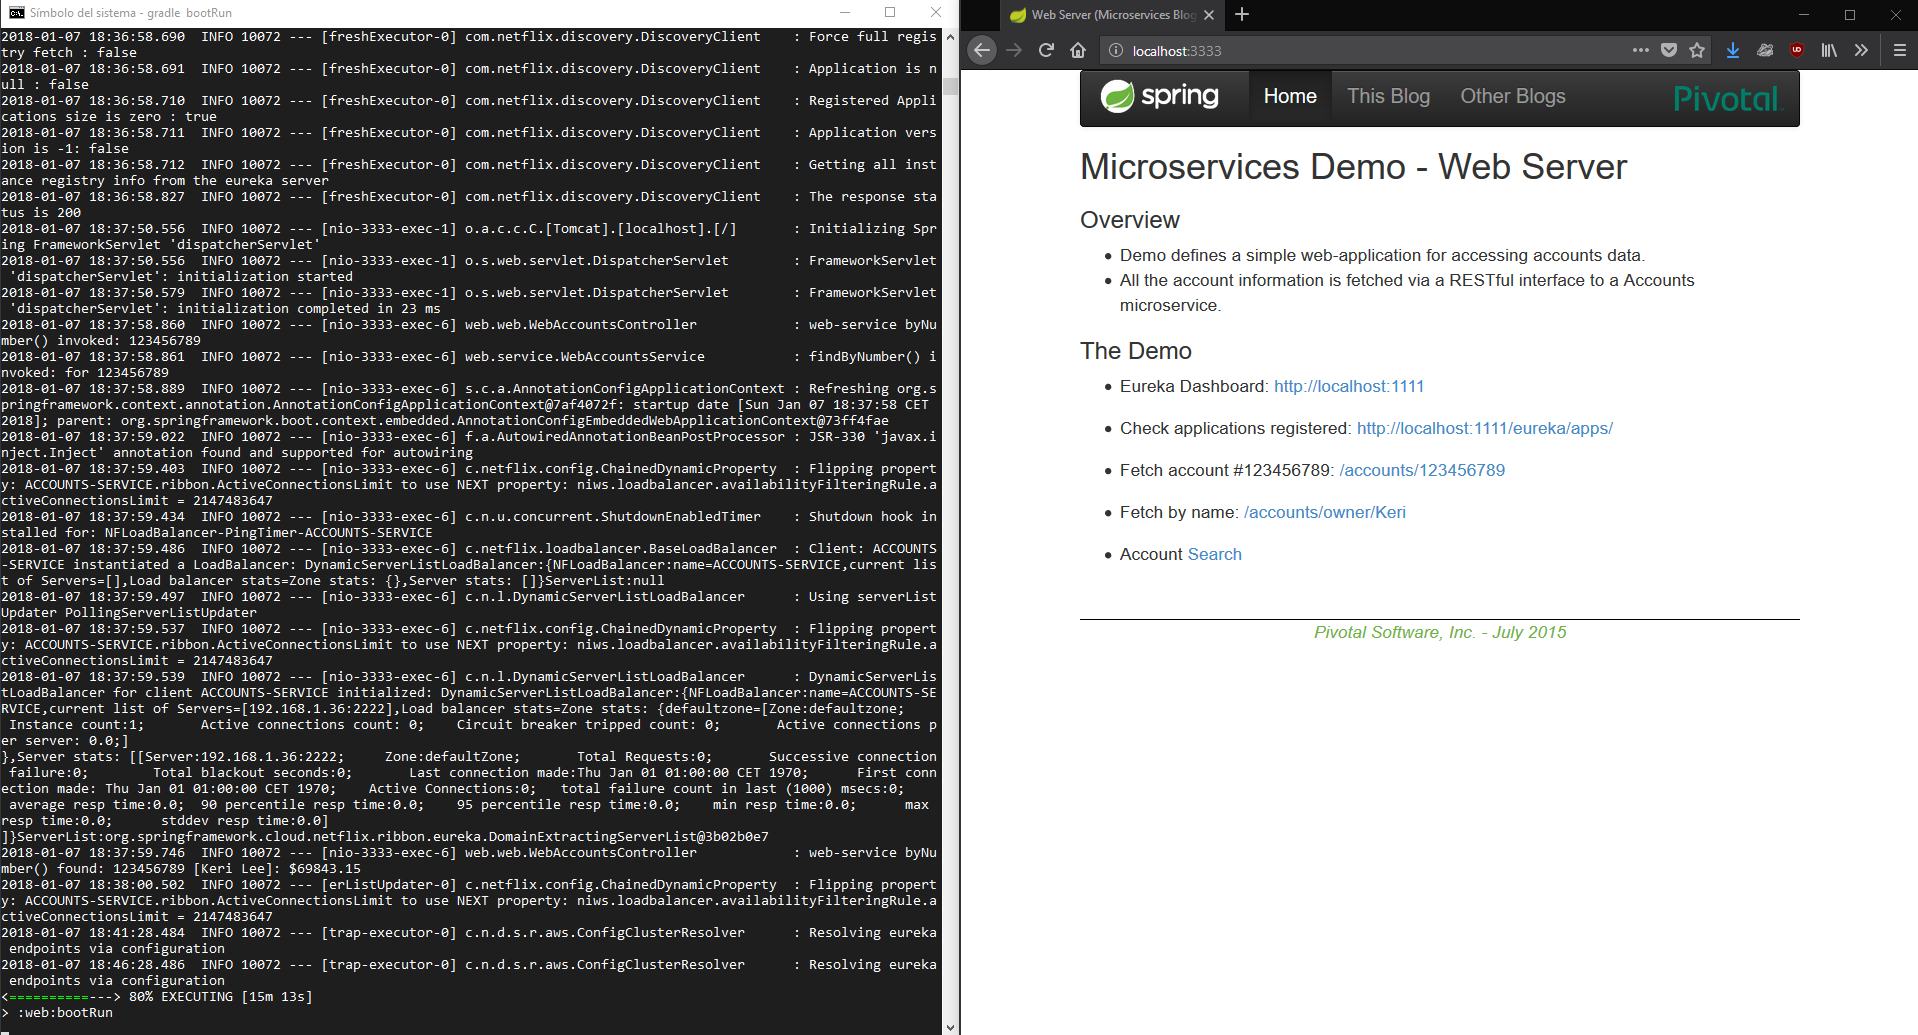 Símbolo del sistema - gradle  bootRun
2018-01-07 18:36:58.690  INFO 10072 --- [freshExecutor-0] com.netflix.discovery.DiscoveryClient    : Force full regis
try fetch : false
2018-01-07 18:36:58.691  INFO 10072 --- [freshExecutor-0] com.netflix.discovery.DiscoveryClient    : Application is n
ull : false
2018-01-07 18:36:58.710  INFO 10072 --- [freshExecutor-0] com.netflix.discovery.DiscoveryClient    : Registered Appli
cations size is zero : true
2018-01-07 18:36:58.711  INFO 10072 --- [freshExecutor-0] com.netflix.discovery.DiscoveryClient    : Application vers
ion is -1: false
2018-01-07 18:36:58.712  INFO 10072 --- [freshExecutor-0] com.netflix.discovery.DiscoveryClient    : Getting all inst
ance registry info from the eureka server
2018-01-07 18:36:58.827  INFO 10072 --- [freshExecutor-0] com.netflix.discovery.DiscoveryClient    : The response sta
tus is 200
2018-01-07 18:37:50.556  INFO 10072 --- [nio-3333-exec-1] o.a.c.c.C.[Tomcat].[localhost].[/]       : Initializing Spr
ing FrameworkServlet 'dispatcherServlet'
2018-01-07 18:37:50.556  INFO 10072 --- [nio-3333-exec-1] o.s.web.servlet.DispatcherServlet        : FrameworkServlet
 'dispatcherServlet': initialization started
2018-01-07 18:37:50.579  INFO 10072 --- [nio-3333-exec-1] o.s.web.servlet.DispatcherServlet        : FrameworkServlet
 'dispatcherServlet': initialization completed in 23 ms
2018-01-07 18:37:58.860  INFO 10072 --- [nio-3333-exec-6] web.web.WebAccountsController            : web-service byNu
mber() invoked: 123456789
2018-01-07 18:37:58.861  INFO 10072 --- [nio-3333-exec-6] web.service.WebAccountsService           : findByNumber() i
nvoked: for 123456789
2018-01-07 18:37:58.889  INFO 10072 --- [nio-3333-exec-6] s.c.a.AnnotationConfigApplicationContext : Refreshing org.s
pringframework.context.annotation.AnnotationConfigApplicationContext@7af4072f: startup date [Sun Jan 07 18:37:58 CET
2018]; parent: org.springframework.boot.context.embedded.AnnotationConfigEmbeddedWebApplicationContext@73ff4fae
2018-01-07 18:37:59.022  INFO 10072 --- [nio-3333-exec-6] f.a.AutowiredAnnotationBeanPostProcessor : JSR-330 'javax.i
nject.Inject' annotation found and supported for autowiring
2018-01-07 18:37:59.403  INFO 10072 --- [nio-3333-exec-6] c.netflix.config.ChainedDynamicProperty  : Flipping propert
y: ACCOUNTS-SERVICE.ribbon.ActiveConnectionsLimit to use NEXT property: niws.loadbalancer.availabilityFilteringRule.a
ctiveConnectionsLimit = 2147483647
2018-01-07 18:37:59.434  INFO 10072 --- [nio-3333-exec-6] c.n.u.concurrent.ShutdownEnabledTimer    : Shutdown hook in
stalled for: NFLoadBalancer-PingTimer-ACCOUNTS-SERVICE
2018-01-07 18:37:59.486  INFO 10072 --- [nio-3333-exec-6] c.netflix.loadbalancer.BaseLoadBalancer  : Client: ACCOUNTS
-SERVICE instantiated a LoadBalancer: DynamicServerListLoadBalancer:{NFLoadBalancer:name=ACCOUNTS-SERVICE,current lis
t of Servers=[],Load balancer stats=Zone stats: {},Server stats: []}ServerList:null
2018-01-07 18:37:59.497  INFO 10072 --- [nio-3333-exec-6] c.n.l.DynamicServerListLoadBalancer      : Using serverList
Updater PollingServerListUpdater
2018-01-07 18:37:59.537  INFO 10072 --- [nio-3333-exec-6] c.netflix.config.ChainedDynamicProperty  : Flipping propert
y: ACCOUNTS-SERVICE.ribbon.ActiveConnectionsLimit to use NEXT property: niws.loadbalancer.availabilityFilteringRule.a
ctiveConnectionsLimit = 2147483647
2018-01-07 18:37:59.539  INFO 10072 --- [nio-3333-exec-6] c.n.l.DynamicServerListLoadBalancer      : DynamicServerLis
tLoadBalancer for client ACCOUNTS-SERVICE initialized: DynamicServerListLoadBalancer:{NFLoadBalancer:name=ACCOUNTS-SE
RVICE,current list of Servers=[192.168.1.36:2222],Load balancer stats=Zone stats: {defaultzone=[Zone:defaultzone;
 Instance count:1;       Active connections count: 0;    Circuit breaker tripped count: 0;       Active connections p
er server: 0.0;]
},Server stats: [[Server:192.168.1.36:2222;     Zone:defaultZone;       Total Requests:0;       Successive connection
 failure:0;        Total blackout seconds:0;       Last connection made:Thu Jan 01 01:00:00 CET 1970;      First conn
ection made: Thu Jan 01 01:00:00 CET 1970;    Active Connections:0;   total failure count in last (1000) msecs:0;
 average resp time:0.0;  90 percentile resp time:0.0;    95 percentile resp time:0.0;    min resp time:0.0;      max
resp time:0.0;      stddev resp time:0.0]
]}ServerList:org.springframework.cloud.netflix.ribbon.eureka.DomainExtractingServerList@3b02b0e7
2018-01-07 18:37:59.746  INFO 10072 --- [nio-3333-exec-6] web.web.WebAccountsController            : web-service byNu
mber() found: 123456789 [Keri Lee]: $69843.15
2018-01-07 18:38:00.502  INFO 10072 --- [erListUpdater-0] c.netflix.config.ChainedDynamicProperty  : Flipping propert
y: ACCOUNTS-SERVICE.ribbon.ActiveConnectionsLimit to use NEXT property: niws.loadbalancer.availabilityFilteringRule.a
ctiveConnectionsLimit = 2147483647
2018-01-07 18:41:28.484  INFO 10072 --- [trap-executor-0] c.n.d.s.r.aws.ConfigClusterResolver      : Resolving eureka
 endpoints via configuration
2018-01-07 18:46:28.486  INFO 10072 --- [trap-executor-0] c.n.d.s.r.aws.ConfigClusterResolver      : Resolving eureka
 endpoints via configuration
<==========---> 80% EXECUTING [15m 13s]
> :web:bootRun
Web Server (Microservices Blog
localhost:3333
spring Home This Blog Other Blogs Pivotal
Microservices Demo - Web Server
Overview
• Demo defines a simple web-application for accessing accounts data.
• All the account information is fetched via a RESTful interface to a Accounts
microservice.
The Demo
• Eureka Dashboard: http://localhost:1111
• Check applications registered: http://localhost:1111/eureka/apps/
• Fetch account #123456789: /accounts/123456789
• Fetch by name: /accounts/owner/Keri
• Account Search
Pivotal Software, Inc. - July 2015